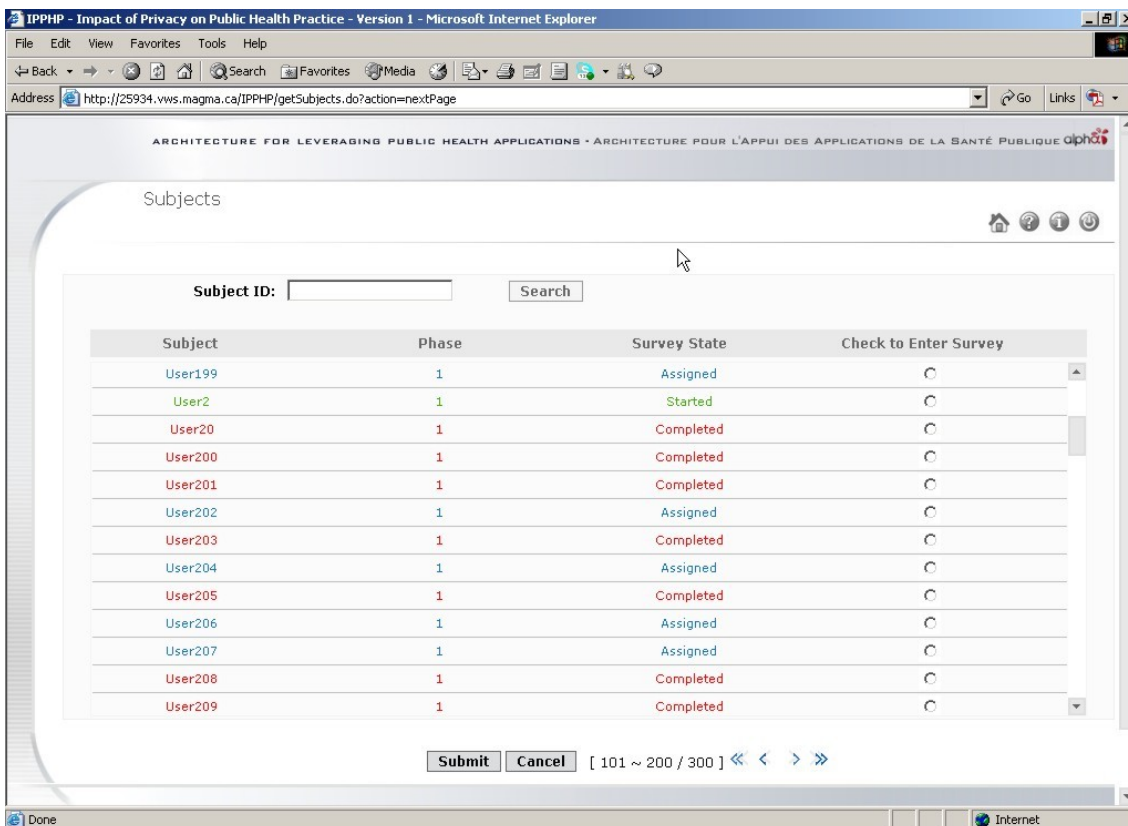 IPPHP - Impact of Privacy on Public Health Practice - Version 1 - Microsoft Internet Explorer
File Edit View Favorites Tools Help
Back Search Favorites Media
Address http://25934.vws.magma.ca/IPPHP/getSubjects.do?action=nextPage Go Links
ARCHITECTURE FOR LEVERAGING PUBLIC HEALTH APPLICATIONS · ARCHITECTURE POUR L'APPUI DES APPLICATIONS DE LA SANTÉ PUBLIQUE alpha
Subjects
Subject ID: Search
Subject Phase Survey State Check to Enter Survey
User199 1 Assigned
User2 1 Started
User20 1 Completed
User200 1 Completed
User201 1 Completed
User202 1 Assigned
User203 1 Completed
User204 1 Assigned
User205 1 Completed
User206 1 Assigned
User207 1 Assigned
User208 1 Completed
User209 1 Completed
Submit Cancel [ 101 ~ 200 / 300 ] << < > >>
Done Internet